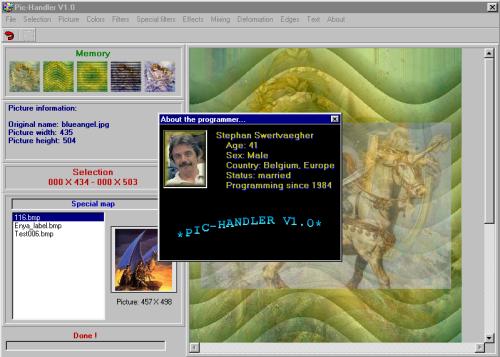 Pic-Handler V1.0
File Selection Picture Colors Filters Special filters Effects Mixing Deformation Edges Text About
Memory
Picture information:
Original name: blueangel.jpg
Picture width: 435
Picture height: 504
Selection
000 X 434 - 000 X 503
Special map
116.bmp
Enya_label.bmp
Test006.bmp
Picture: 457 X 498
Done !
About the programmer...
Stephan Swertvaegher
Age: 41
Sex: Male
Country: Belgium, Europe
Status: married
Programming since 1984
*PIC-HANDLER V1.0*